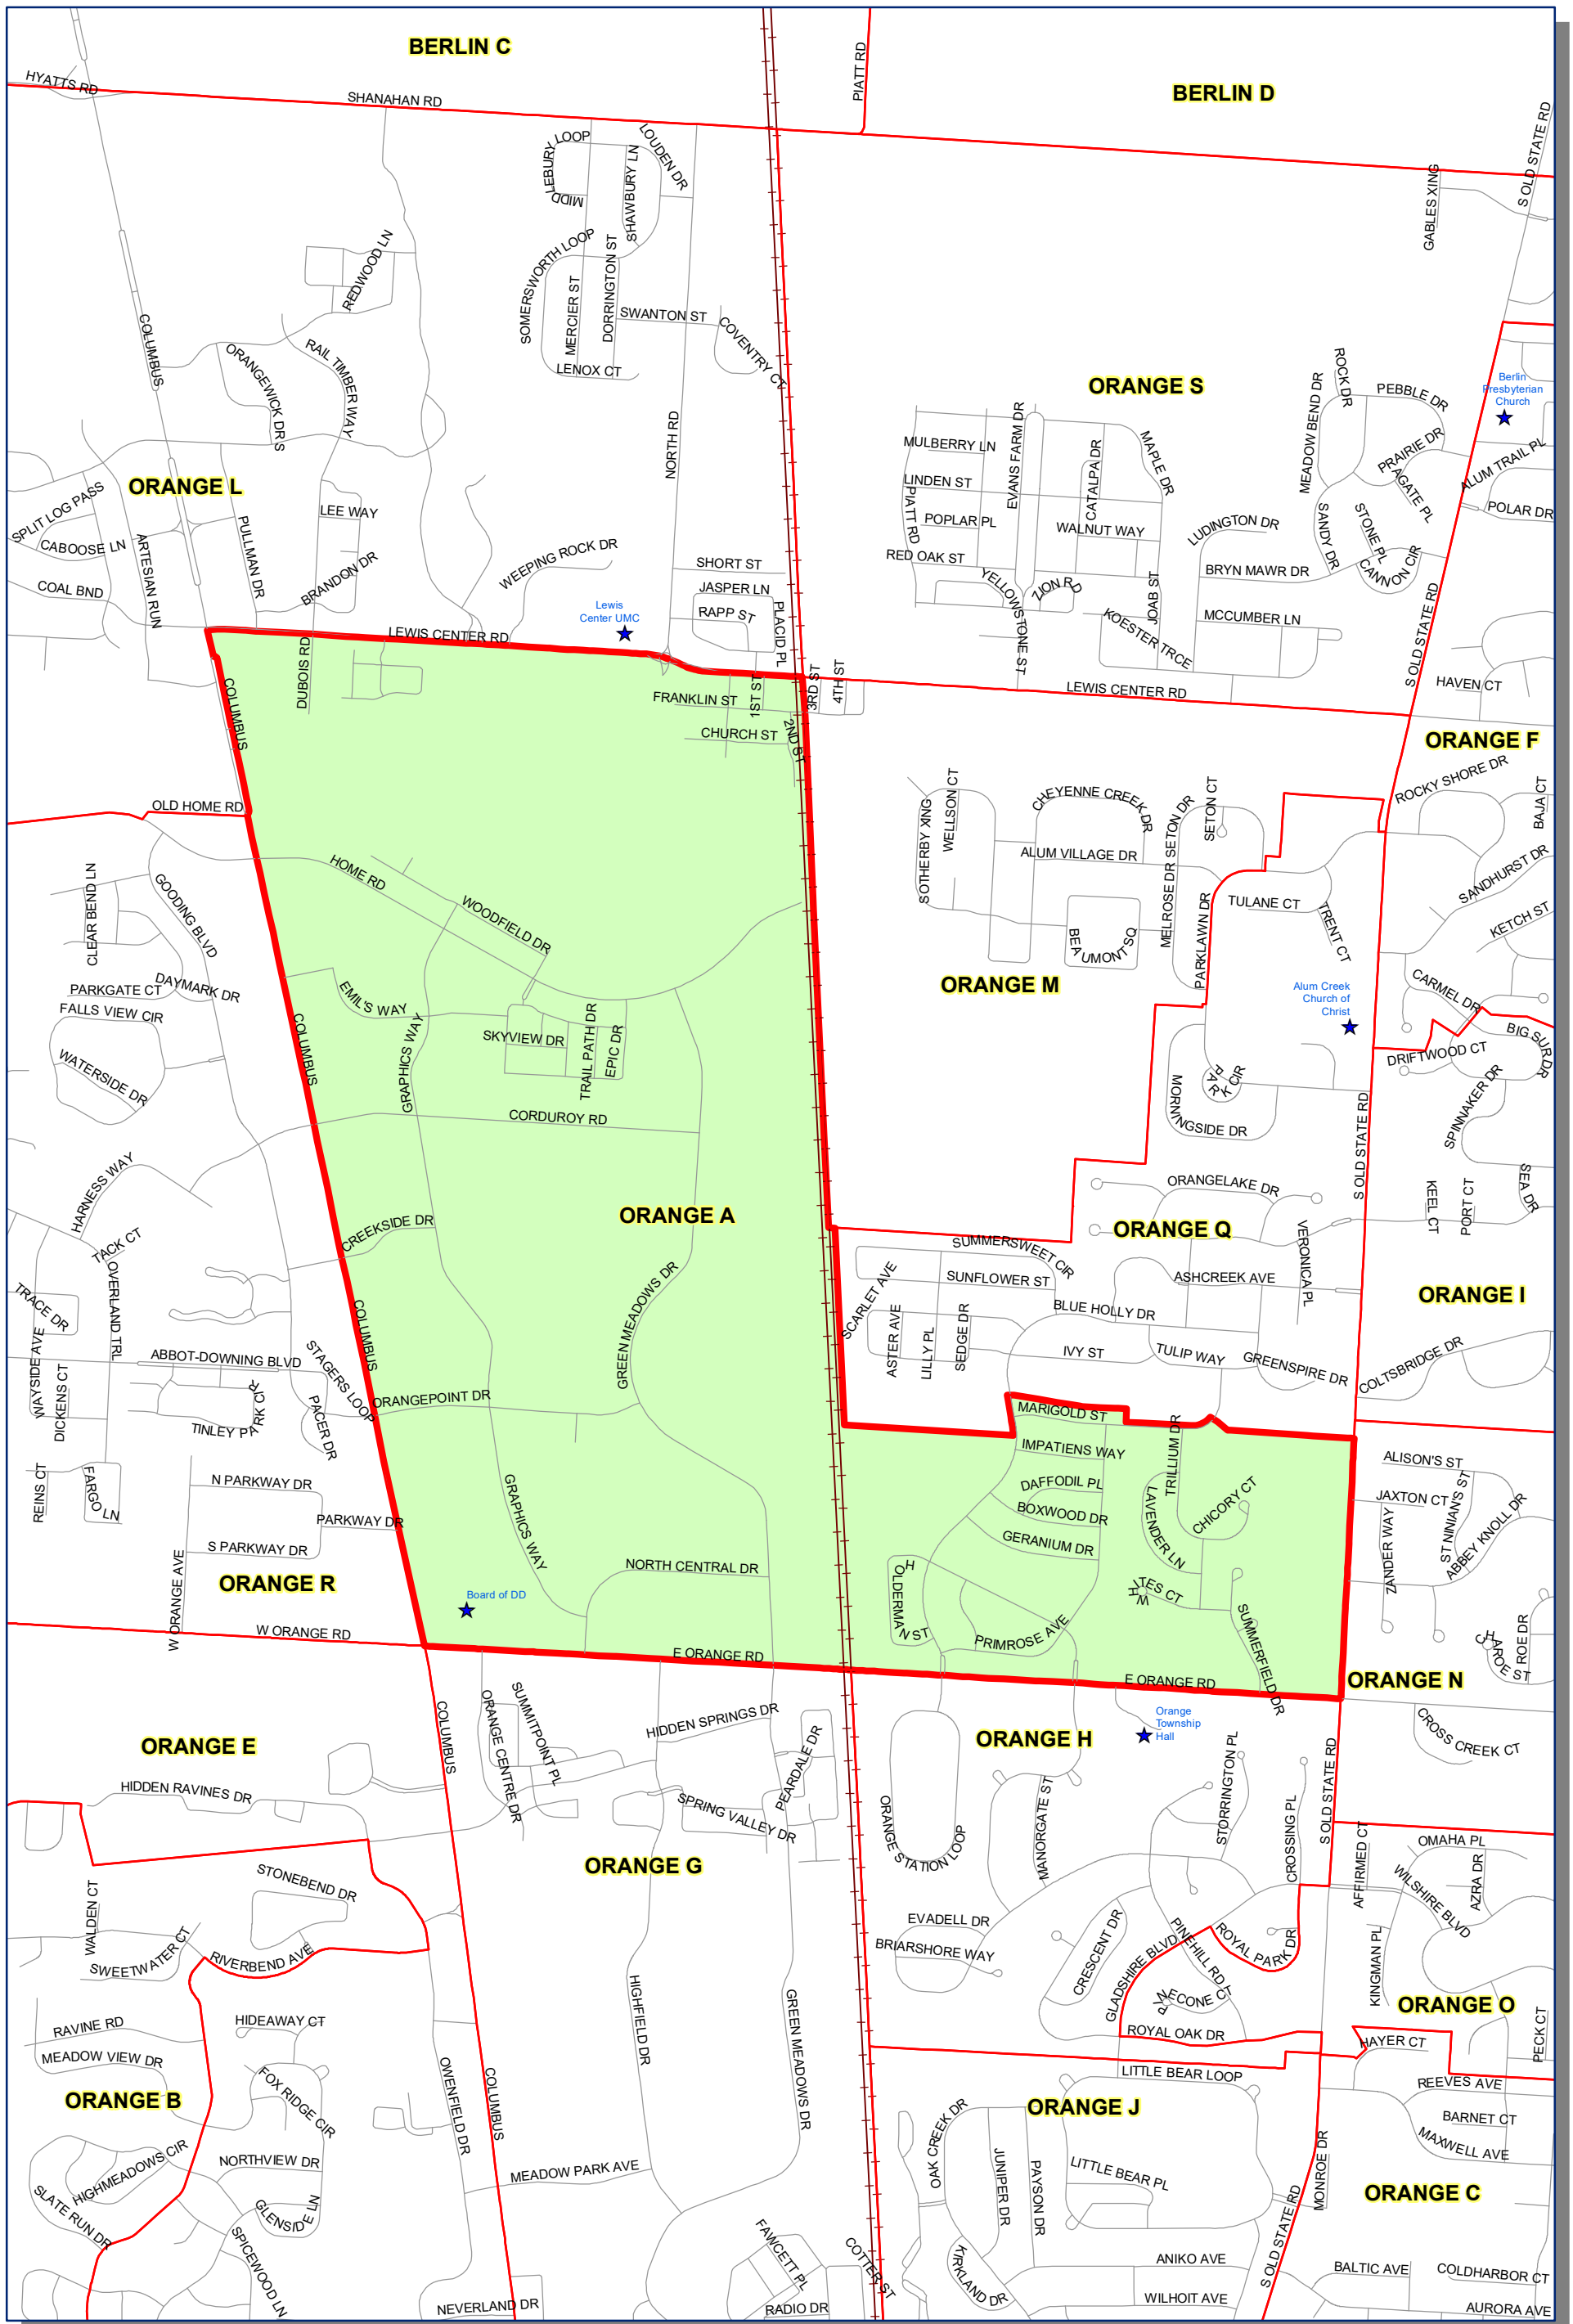 BERLIN C
BERLIN D
HYATTS RD
SHANAHAN RD
PIATT RD
S OLD STATE RD
GABLES XING
MIDDLEBURY LOOP
LOUDEN DR
SHAWBURY LN
REDWOOD LN
SOMERSWORTH LOOP
MERCIER ST
DORRINGTON ST
SWANTON ST
COVENTRY CT
LENOX CT
COLUMBUS
ORANGEWICK DR S
RAIL TIMBER WAY
NORTH RD
ORANGE S
ROCK DR
PEBBLE DR
MEADOW BEND DR
PRAIRIE DR
AGATE PL
Berlin
Presbyterian
Church
ALUM TRAIL PL
POLAR DR
MULBERRY LN
LINDEN ST
PIATT RD
POPLAR PL
RED OAK ST
EVANS FARM DR
CATALPA DR
MAPLE DR
WALNUT WAY
LUDINGTON DR
SANDY DR
STONE PL
CANNON CIR
BRYN MAWR DR
YELLOWSTONE ST
ZION RD
JOAB ST
KOESTER TRCE
MCCUMBER LN
S OLD STATE RD
HAVEN CT
ORANGE L
SPLIT LOG PASS
CABOOSE LN
COAL BND
ARTESIAN RUN
PULLMAN DR
LEE WAY
BRANDON DR
WEEPING ROCK DR
SHORT ST
JASPER LN
RAPP ST
PLACID PL
Lewis
Center UMC
LEWIS CENTER RD
DUBOIS RD
COLUMBUS
FRANKLIN ST
1ST ST
2ND ST
3RD ST
4TH ST
CHURCH ST
LEWIS CENTER RD
ORANGE F
OLD HOME RD
ROCKY SHORE DR
BAJA CT
SANDHURST DR
KETCH ST
SOTHERBY XING
WELLSON CT
CHEYENNE CREEK DR
ALUM VILLAGE DR
MELROSE DR
SETON DR
SETON CT
BEAUMONT SQ
PARKLAWN DR
TULANE CT
TRENT CT
ORANGE M
Alum Creek
Church of
Christ
CARMEL DR
BIG SUR DR
DRIFTWOOD CT
SPINNAKER DR
CLEAR BEND LN
GOODING BLVD
HOME RD
WOODFIELD DR
PARKGATE CT
DAYMARK DR
FALLS VIEW CIR
WATERSIDE DR
EMIL'S WAY
COLUMBUS
GRAPHICS WAY
SKYVIEW DR
TRAIL PATH DR
EPIC DR
CORDUROY RD
PARK CIR
MORNINGSIDE DR
S OLD STATE RD
HARNESS WAY
TACK CT
OVERLAND TRL
TRACE DR
CREEKSIDE DR
ORANGE A
GREEN MEADOWS DR
ORANGELAKE DR
ORANGE Q
KEEL CT
PORT CT
SEA DR
SUMMERSWEET CIR
SUNFLOWER ST
SCARLET AVE
ASTER AVE
LILLY PL
SEDGE DR
ASHCREEK AVE
VERONICA PL
BLUE HOLLY DR
IVY ST
TULIP WAY
GREENSPIRE DR
ORANGE I
COLTSBRIDGE DR
WAYSIDE AVE
DICKENS CT
ABBOT-DOWNING BLVD
STAGERS LOOP
COLUMBUS
ORANGEPOINT DR
PACER DR
TINLEY PARK CIR
REINS CT
FARGO LN
N PARKWAY DR
PARKWAY DR
S PARKWAY DR
W ORANGE AVE
ORANGE R
GRAPHICS WAY
NORTH CENTRAL DR
Board of DD
MARIGOLD ST
IMPATIENS WAY
DAFFODIL PL
BOXWOOD DR
GERANIUM DR
TRILLIUM DR
LAVENDER LN
CHICORY CT
HOLDERMAN ST
PRIMROSE AVE
WHITES CT
SUMMERFIELD DR
ALISON'S ST
JAXTON CT
ZANDER WAY
ST NINIAN'S ST
ABBEY KNOLL DR
CHAROE ST
ROE DR
W ORANGE RD
E ORANGE RD
E ORANGE RD
ORANGE N
ORANGE E
COLUMBUS
ORANGE CENTRE DR
SUMMITPOINT PL
HIDDEN SPRINGS DR
PEARDALE DR
SPRING VALLEY DR
ORANGE H
Orange
Township
Hall
CROSS CREEK CT
HIDDEN RAVINES DR
ORANGE STATION LOOP
MANORGATE ST
STORRINGTON PL
CROSSING PL
S OLD STATE RD
AFFIRMED CT
OMAHA PL
AZRA DR
WILSHIRE BLVD
KINGMAN PL
ORANGE G
STONEBEND DR
WALDEN CT
SWEETWATER CT
RIVERBEND AVE
EVADELL DR
BRIARSHORE WAY
CRESCENT DR
GLADSHIRE BLVD
PINEHILL RD
ROYAL PARK DR
PINECONE CT
ROYAL OAK DR
ORANGE O
HAYER CT
PECK CT
RAVINE RD
MEADOW VIEW DR
HIDEAWAY CT
FOX RIDGE CIR
ORANGE B
HIGHFIELD DR
GREEN MEADOWS DR
OWENFIELD DR
COLUMBUS
LITTLE BEAR LOOP
ORANGE J
REEVES AVE
BARNET CT
MAXWELL AVE
HIGHMEADOWS CIR
SLATE RUN DR
NORTHVIEW DR
GLENSIDE LN
SPICEWOOD LN
MEADOW PARK AVE
OAK CREEK DR
JUNIPER DR
PAYSON DR
LITTLE BEAR PL
MONROE DR
ORANGE C
S OLD STATE RD
FAWCETT PL
COTTER ST
KIRKLAND DR
ANIKO AVE
WILHOIT AVE
BALTIC AVE
COLDHARBOR CT
AURORA AVE
NEVERLAND DR
RADIO DR